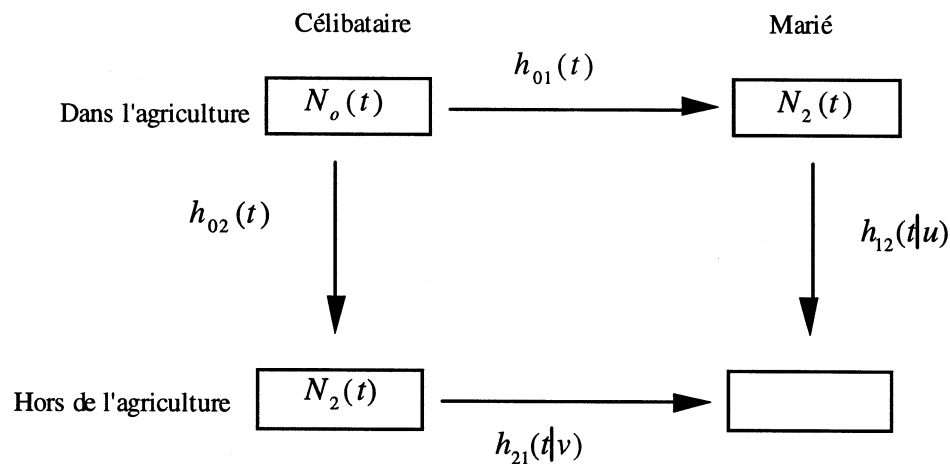 Célibataire
Marié
h₀₁(t)
Dans l'agriculture
Nₒ(t)
N₂(t)
h₀₂(t)
h₁₂(t|u)
Hors de l'agriculture
N₂(t)
h₂₁(t|v)